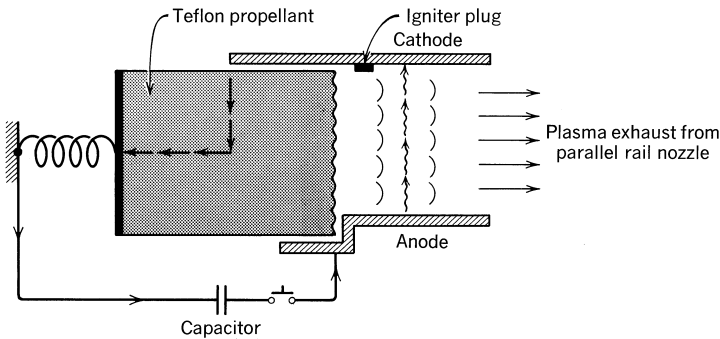 Teflon propellant
Igniter plug
Cathode
Plasma exhaust from
parallel rail nozzle
Anode
Capacitor